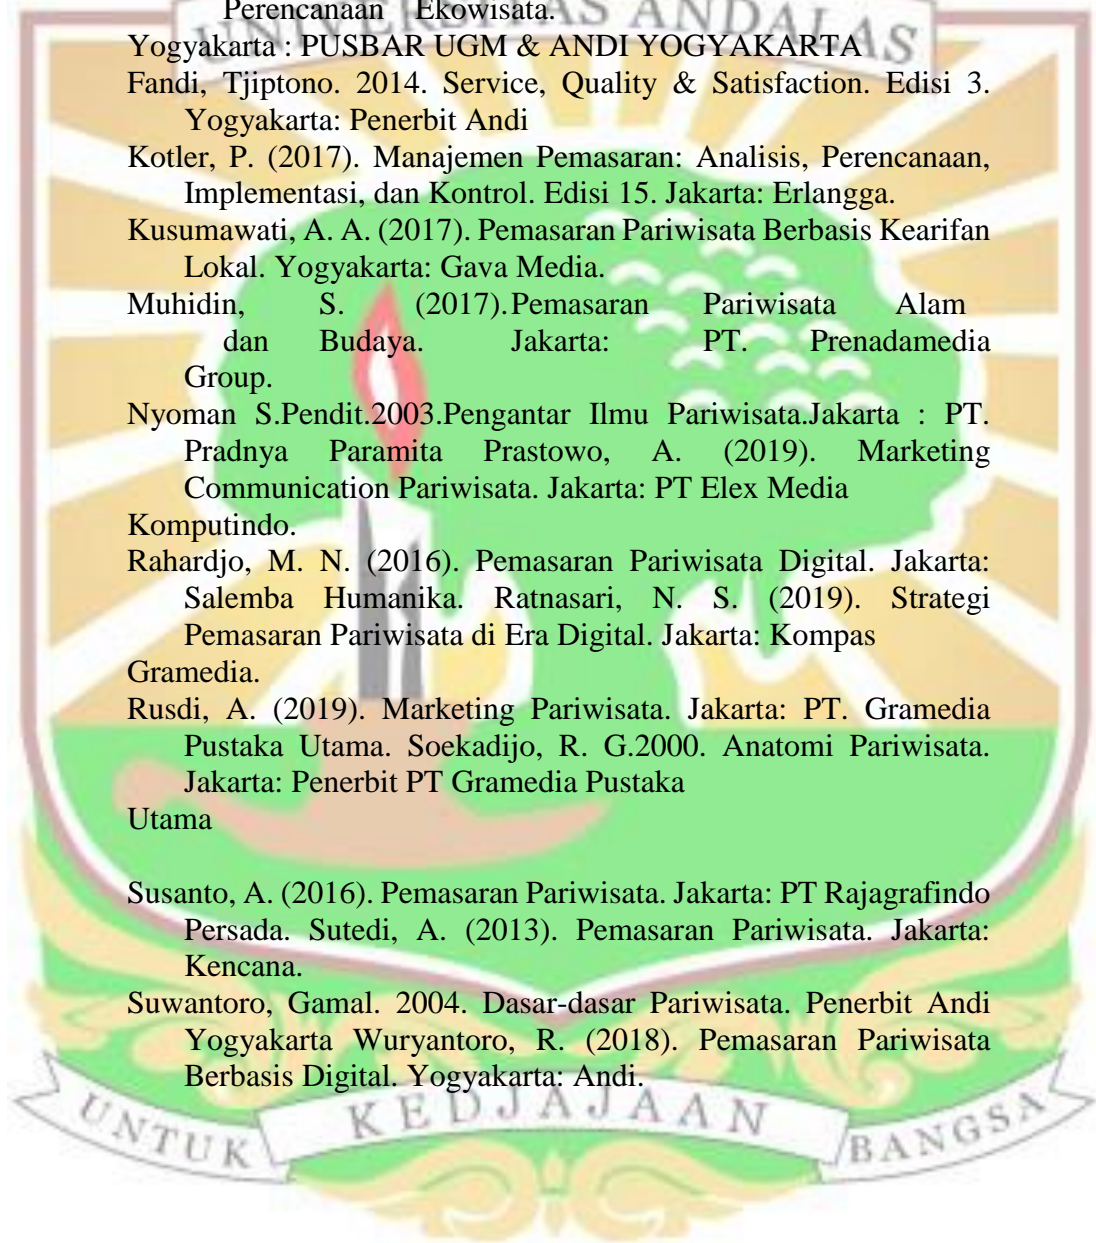 UNIVERSITAS ANDALAS
Perencanaan Ekowisata.
Yogyakarta : PUSBAR UGM & ANDI YOGYAKARTA
Fandi, Tjiptono. 2014. Service, Quality & Satisfaction. Edisi 3.
Yogyakarta: Penerbit Andi
Kotler, P. (2017). Manajemen Pemasaran: Analisis, Perencanaan,
Implementasi, dan Kontrol. Edisi 15. Jakarta: Erlangga.
Kusumawati, A. A. (2017). Pemasaran Pariwisata Berbasis Kearifan
Lokal. Yogyakarta: Gava Media.
Muhidin, S. (2017).Pemasaran Pariwisata Alam
dan Budaya. Jakarta: PT. Prenadamedia
Group.
Nyoman S.Pendit.2003.Pengantar Ilmu Pariwisata.Jakarta : PT.
Pradnya Paramita Prastowo, A. (2019). Marketing
Communication Pariwisata. Jakarta: PT Elex Media
Komputindo.
Rahardjo, M. N. (2016). Pemasaran Pariwisata Digital. Jakarta:
Salemba Humanika. Ratnasari, N. S. (2019). Strategi
Pemasaran Pariwisata di Era Digital. Jakarta: Kompas
Gramedia.
Rusdi, A. (2019). Marketing Pariwisata. Jakarta: PT. Gramedia
Pustaka Utama. Soekadijo, R. G.2000. Anatomi Pariwisata.
Jakarta: Penerbit PT Gramedia Pustaka
Utama
Susanto, A. (2016). Pemasaran Pariwisata. Jakarta: PT Rajagrafindo
Persada. Sutedi, A. (2013). Pemasaran Pariwisata. Jakarta:
Kencana.
Suwantoro, Gamal. 2004. Dasar-dasar Pariwisata. Penerbit Andi
Yogyakarta Wuryantoro, R. (2018). Pemasaran Pariwisata
Berbasis Digital. Yogyakarta: Andi.
UNTUK KEDJAJAAN BANGSA